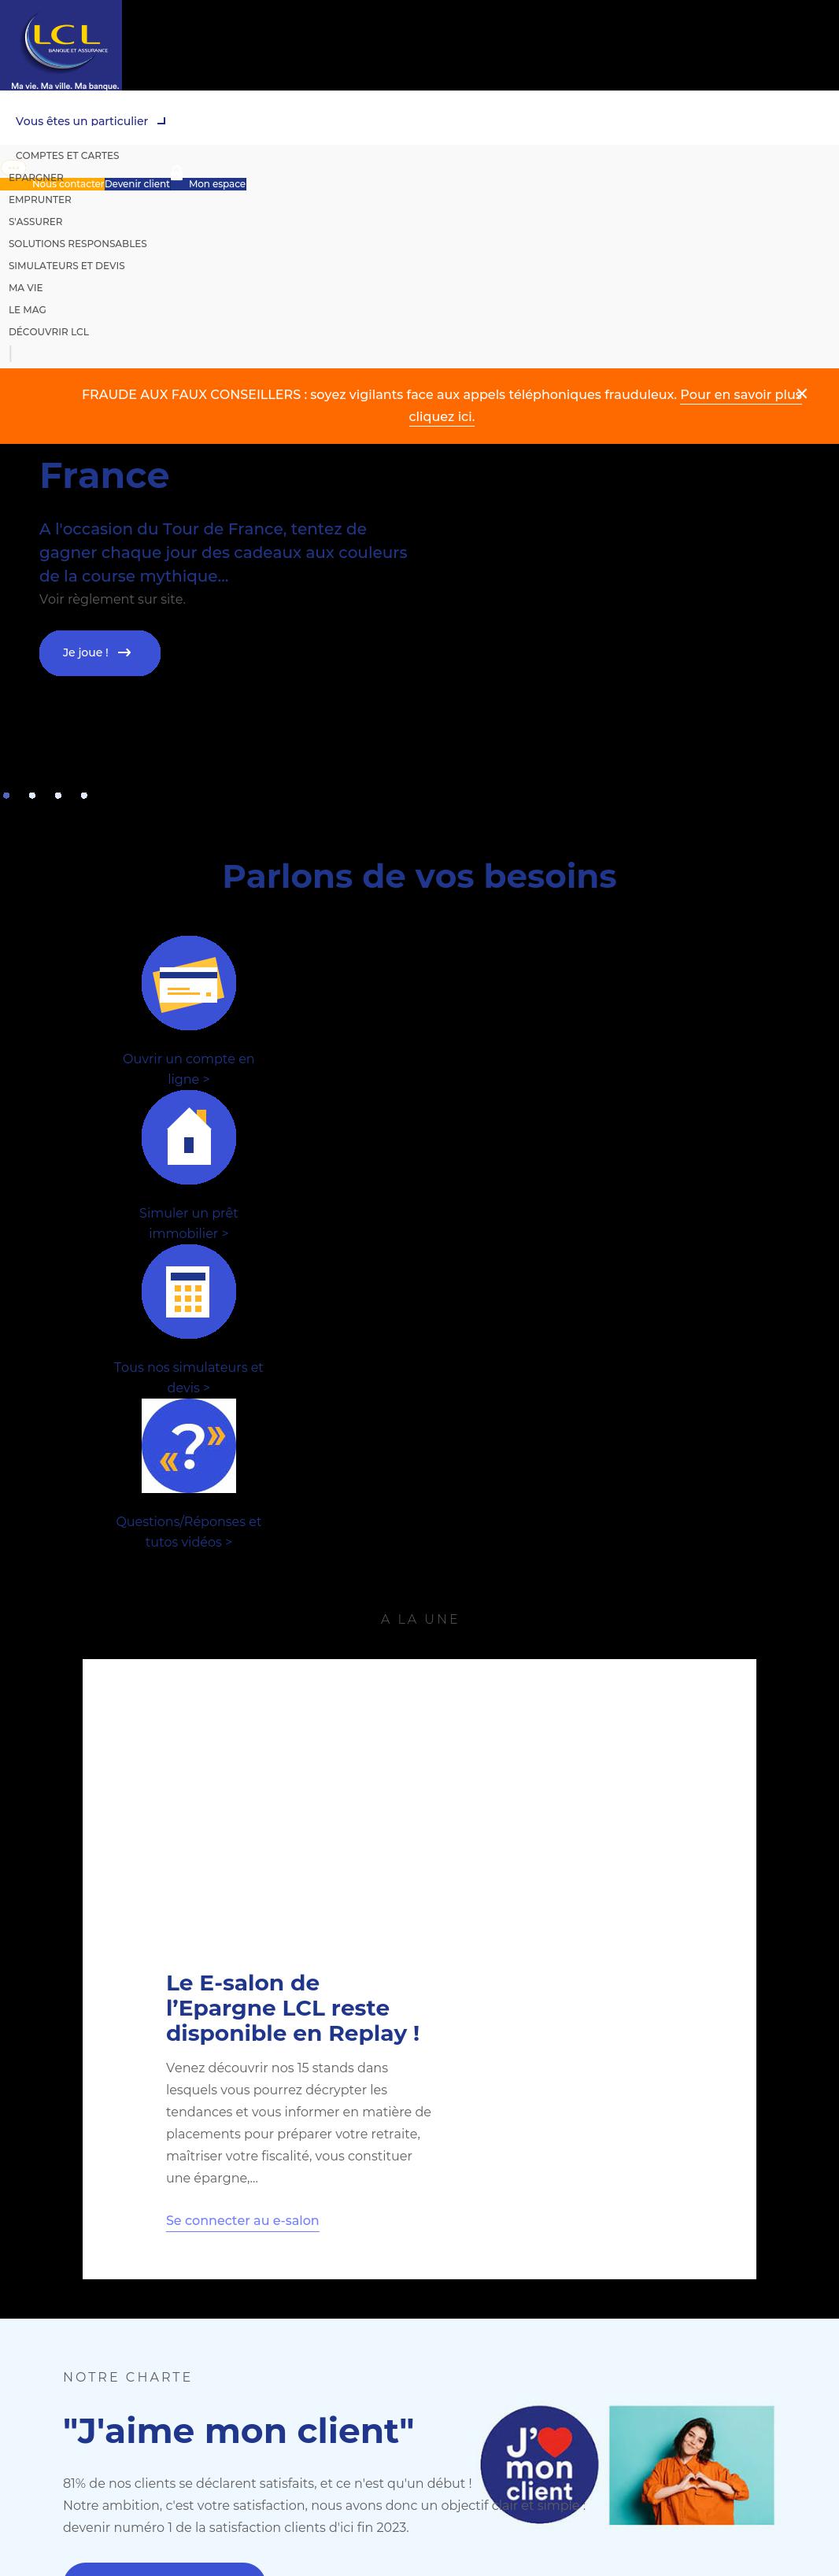 LCL
BANQUE ET ASSURANCE
Ma vie. Ma ville. Ma banque.
Vous êtes un particulier
COMPTES ET CARTES
EPARGNER
Nous contacter Devenir client Mon espace
EMPRUNTER
S'ASSURER
SOLUTIONS RESPONSABLES
SIMULATEURS ET DEVIS
MA VIE
LE MAG
DÉCOUVRIR LCL
FRAUDE AUX FAUX CONSEILLERS : soyez vigilants face aux appels téléphoniques frauduleux. Pour en savoir plus
cliquez ici.
France
A l'occasion du Tour de France, tentez de
gagner chaque jour des cadeaux aux couleurs
de la course mythique...
Voir règlement sur site.
Je joue !
Parlons de vos besoins
Ouvrir un compte en
ligne >
Simuler un prêt
immobilier >
Tous nos simulateurs et
devis >
«?»
Questions/Réponses et
tutos vidéos >
A LA UNE
Le E-salon de
l’Epargne LCL reste
disponible en Replay !
Venez découvrir nos 15 stands dans
lesquels vous pourrez décrypter les
tendances et vous informer en matière de
placements pour préparer votre retraite,
maîtriser votre fiscalité, vous constituer
une épargne,...
Se connecter au e-salon
NOTRE CHARTE
"J'aime mon client"
J'
mon
client
81% de nos clients se déclarent satisfaits, et ce n'est qu'un début !
Notre ambition, c'est votre satisfaction, nous avons donc un objectif clair et simple :
devenir numéro 1 de la satisfaction clients d'ici fin 2023.